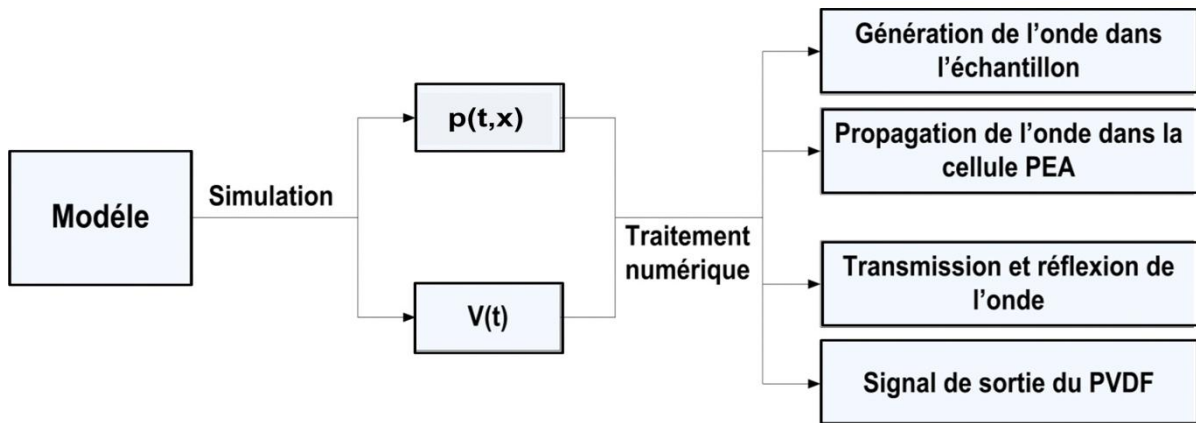 Modéle
Simulation
p(t,x)
V(t)
Traitement
numérique
Génération de l'onde dans
l'échantillon
Propagation de l'onde dans la
cellule PEA
Transmission et réflexion de
l'onde
Signal de sortie du PVDF